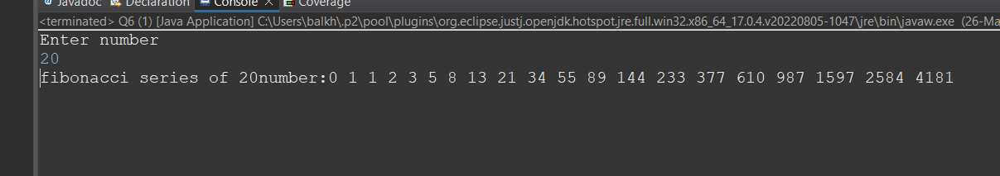 Javadoc Declaration Console × Coverage
<terminated> Q6 (1) [Java Application] C:\Users\balkh\.p2\pool\plugins\org.eclipse.justj.openjdk.hotspot.jre.full.win32.x86_64_17.0.4.v20220805-1047\jre\bin\javaw.exe (26-Ma
Enter number
20
fibonacci series of 20number:0 1 1 2 3 5 8 13 21 34 55 89 144 233 377 610 987 1597 2584 4181